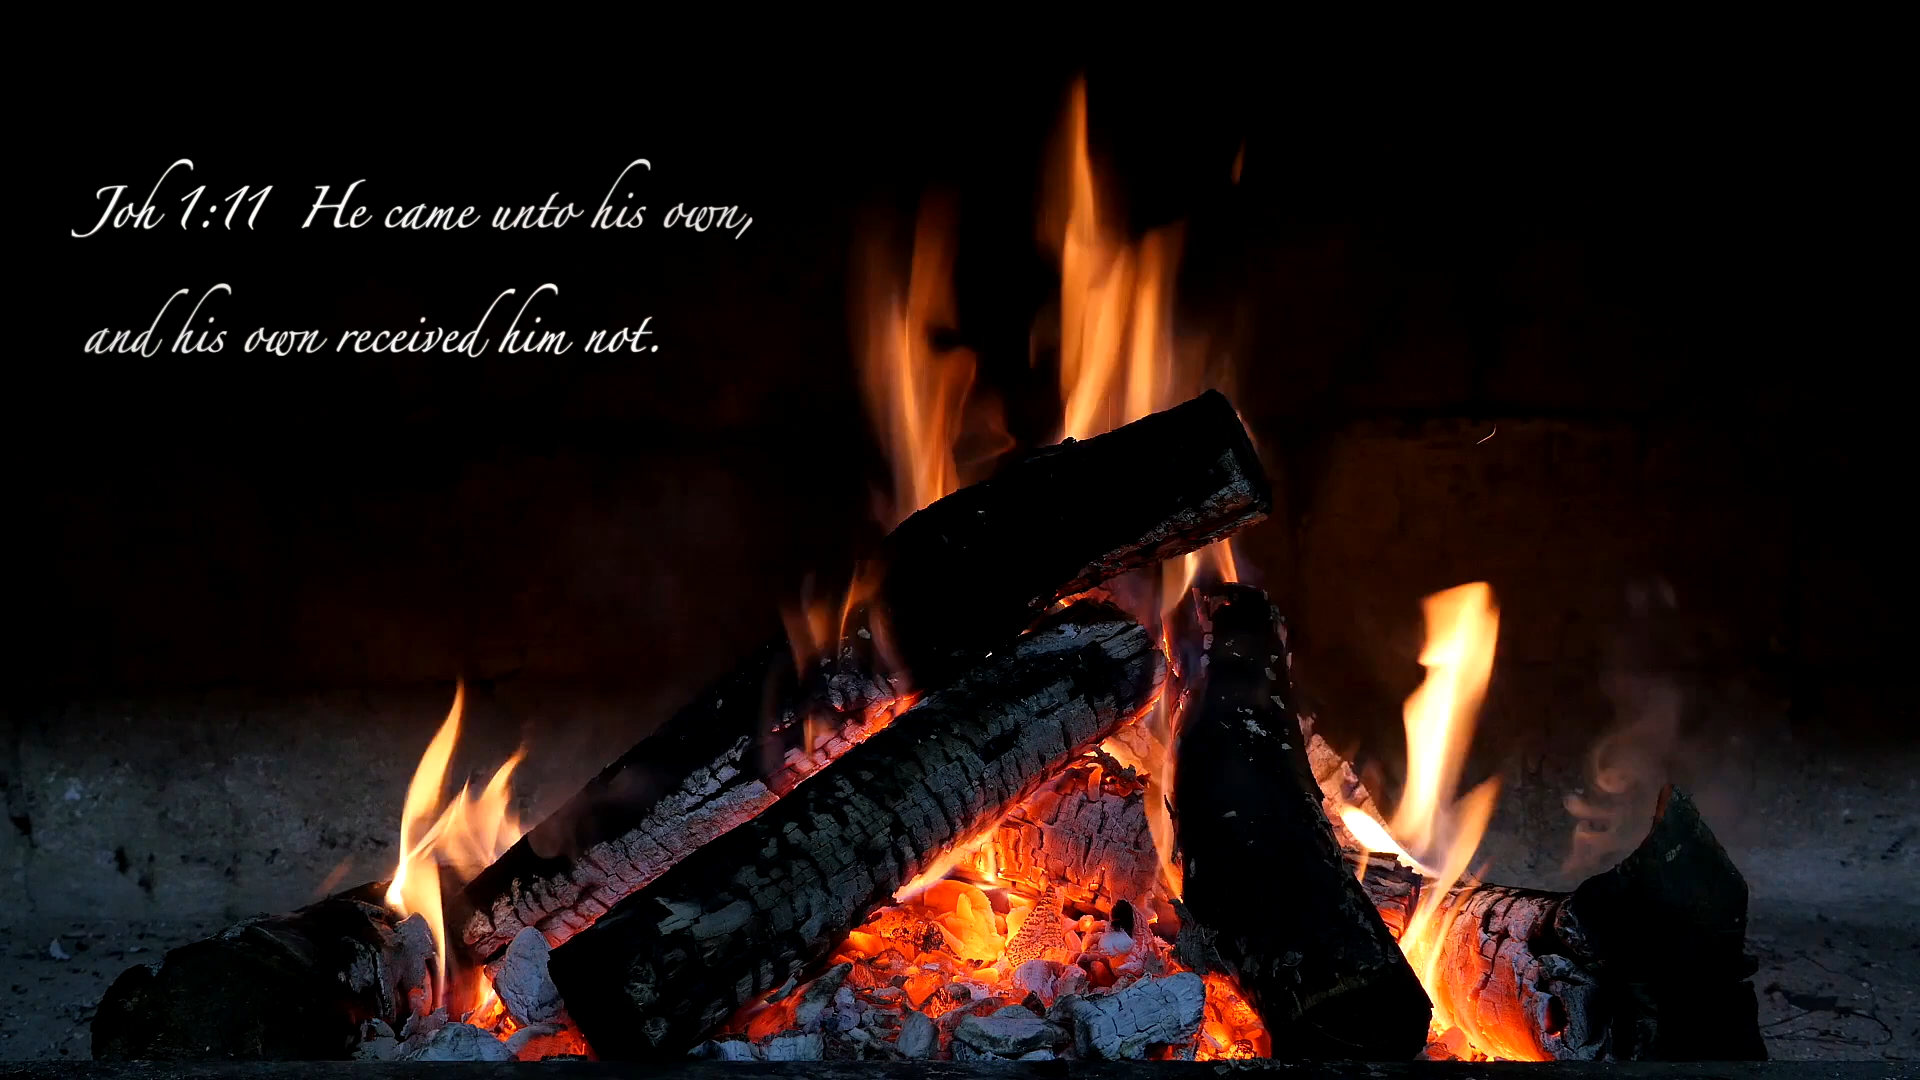 Joh 1:11 He came unto his own,
and his own received him not.